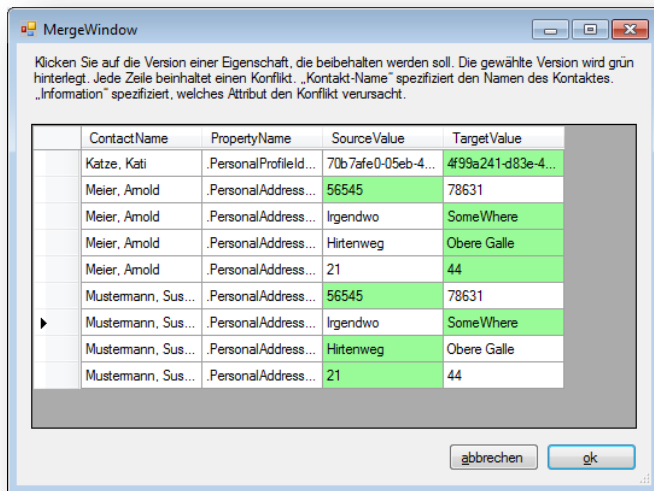 MergeWindow
Klicken Sie auf die Version einer Eigenschaft, die beibehalten werden soll. Die gewählte Version wird grün
hinterlegt. Jede Zeile beinhaltet einen Konflikt. „Kontakt-Name" spezifiziert den Namen des Kontaktes.
„Information" spezifiziert, welches Attribut den Konflikt verursacht.
ContactName PropertyName SourceValue TargetValue
Katze, Kati .PersonalProfileId... 70b7afe0-05eb-4... 4f99a241-d83e-4...
Meier, Arnold .PersonalAddress... 56545 78631
Meier, Arnold .PersonalAddress... Irgendwo SomeWhere
Meier, Arnold .PersonalAddress... Hirtenweg Obere Galle
Meier, Arnold .PersonalAddress... 21 44
Mustermann, Sus... .PersonalAddress... 56545 78631
Mustermann, Sus... .PersonalAddress... Irgendwo SomeWhere
Mustermann, Sus... .PersonalAddress... Hirtenweg Obere Galle
Mustermann, Sus... .PersonalAddress... 21 44
abbrechen ok